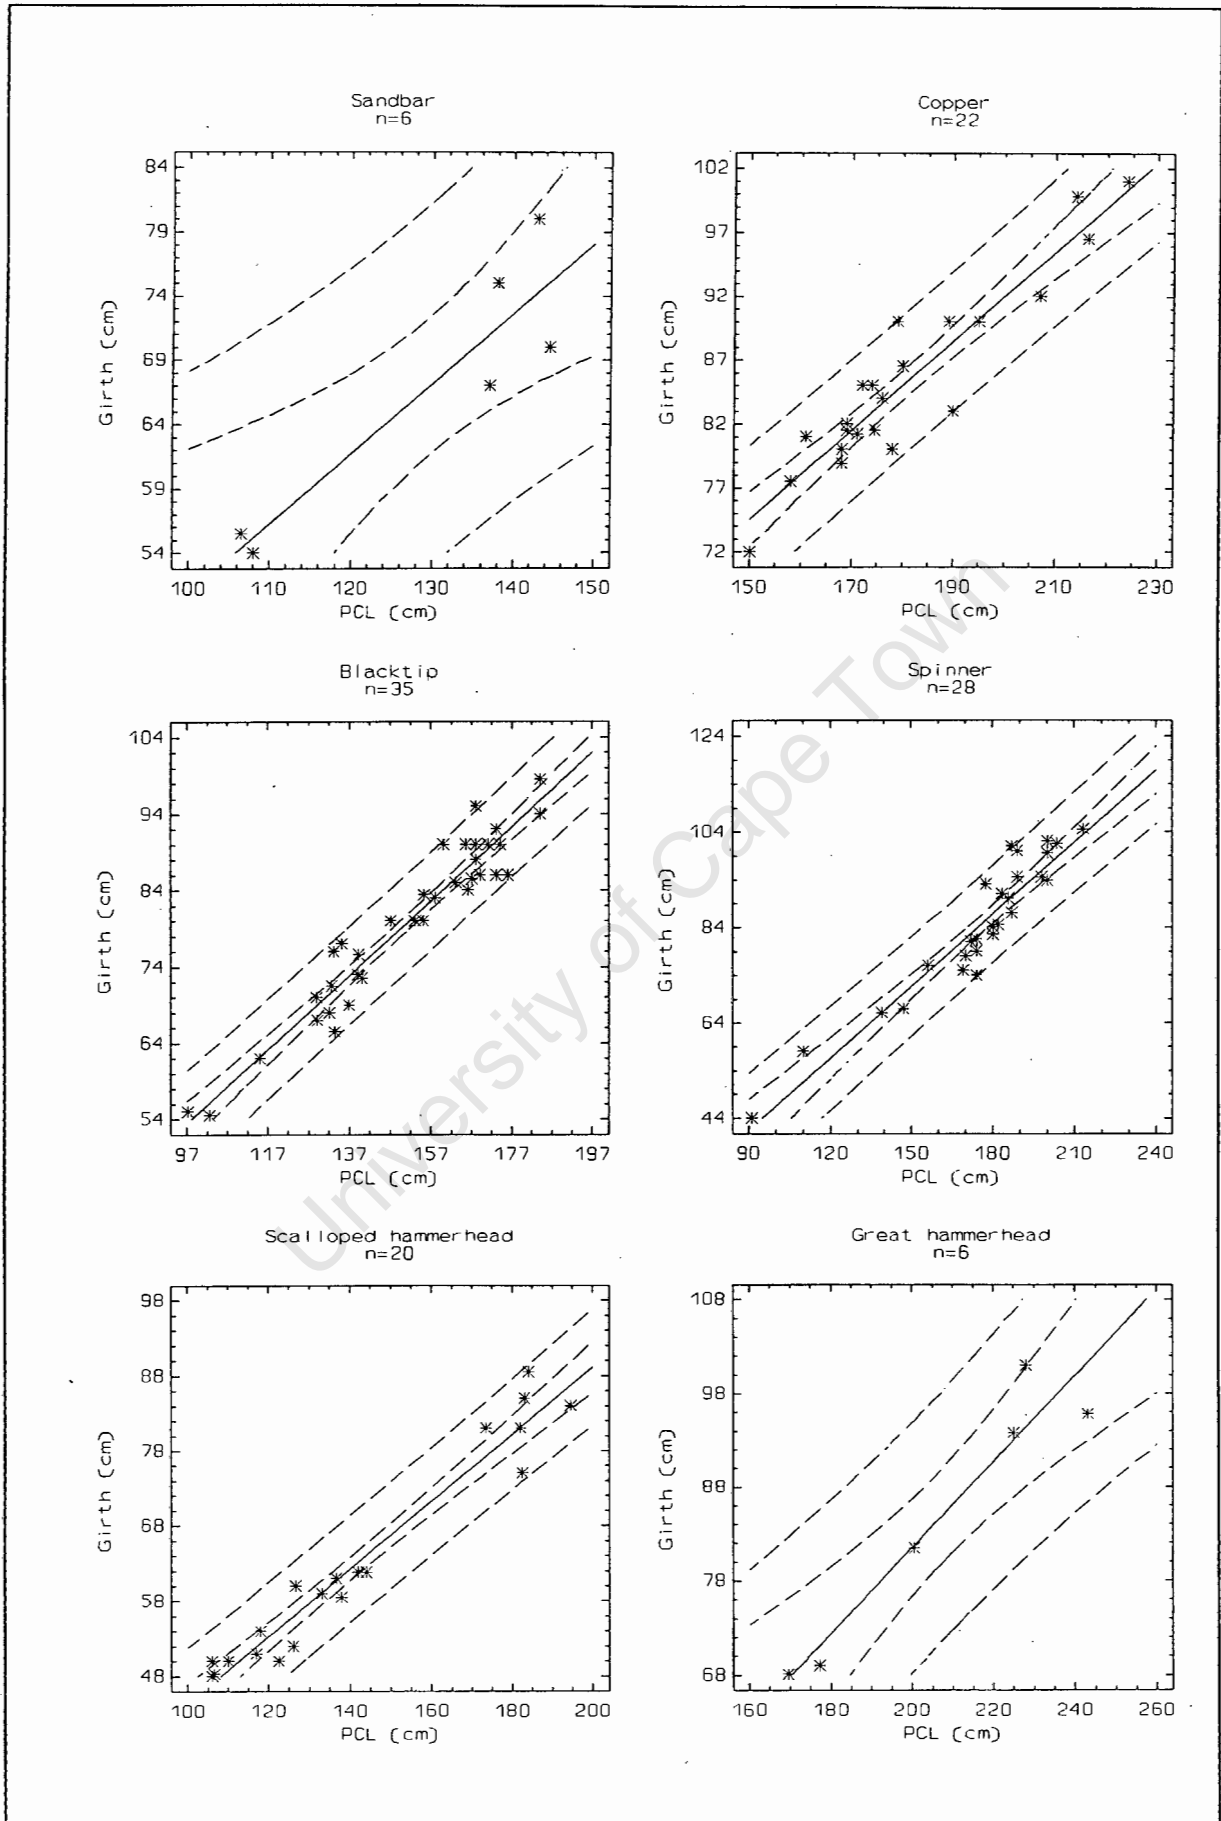 Sandbar
n=6
84
79
74
69
64
59
54
Girth (cm)
100 110 120 130 140 150
PCL (cm)
Copper
n=22
102
97
92
87
82
77
72
Girth (cm)
150 170 190 210 230
PCL (cm)
Blacktip
n=35
104
94
84
74
64
54
Girth (cm)
97 117 137 157 177 197
PCL (cm)
Spinner
n=28
124
104
84
64
44
Girth (cm)
90 120 150 180 210 240
PCL (cm)
Scalloped hammerhead
n=20
98
88
78
68
58
48
Girth (cm)
100 120 140 160 180 200
PCL (cm)
Great hammerhead
n=6
108
98
88
78
68
Girth (cm)
160 180 200 220 240 260
PCL (cm)
University of Cape Town